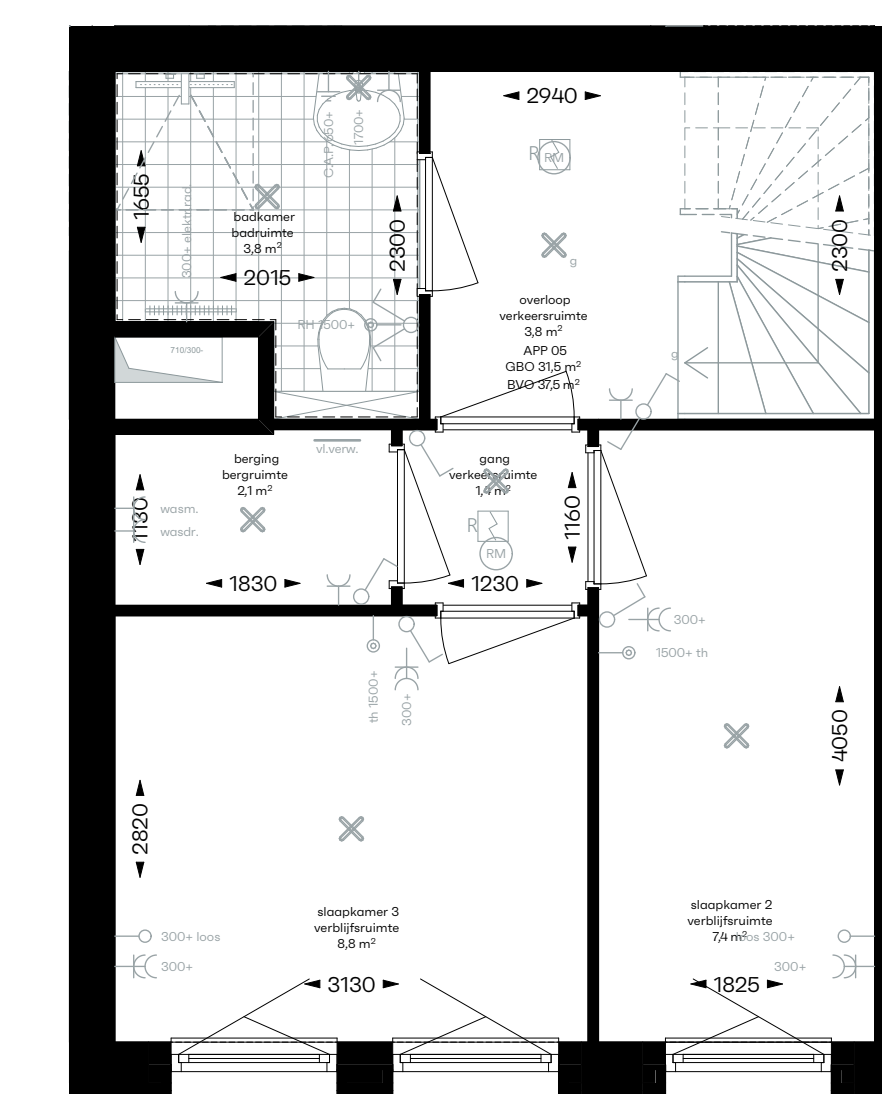 2940
C.A.P.650+
1700+
R
RM
1655
300+ elektr.rad.
badkamer
badruimte
3,8 m²
2015
2300
g
2300
overloop
verkeersruimte
3,8 m²
APP 05
GBO 31,5 m²
BVO 37,5 m²
RH 1500+
710/300-
g
vl.verw.
berging
bergruimte
2,1 m²
gang
verkeersruimte
1,4 m²
1130
wasm.
wasdr.
R
RM
1160
1830
1230
300+
1500+ th
th 1500+
300+
4050
2820
slaapkamer 3
verblijfsruimte
8,8 m²
slaapkamer 2
verblijfsruimte
7,4 m²
loos 300+
300+ loos
300+
300+
3130
1825